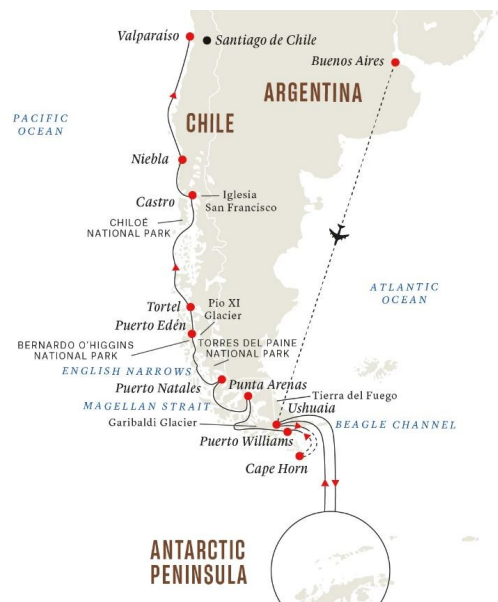 Valparaíso
Santiago de Chile
Buenos Aires
ARGENTINA
PACIFIC
OCEAN
CHILE
Niebla
Castro
Iglesia
San Francisco
CHILOÉ
NATIONAL PARK
ATLANTIC
OCEAN
Tortel
Pio XI
Glacier
Puerto Edén
BERNARDO O'HIGGINS
NATIONAL PARK
TORRES DEL PAINE
NATIONAL PARK
ENGLISH NARROWS
Puerto Natales
Punta Arenas
MAGELLAN STRAIT
Tierra del Fuego
Ushuaia
Garibaldi Glacier
BEAGLE CHANNEL
Puerto Williams
Cape Horn
ANTARCTIC
PENINSULA